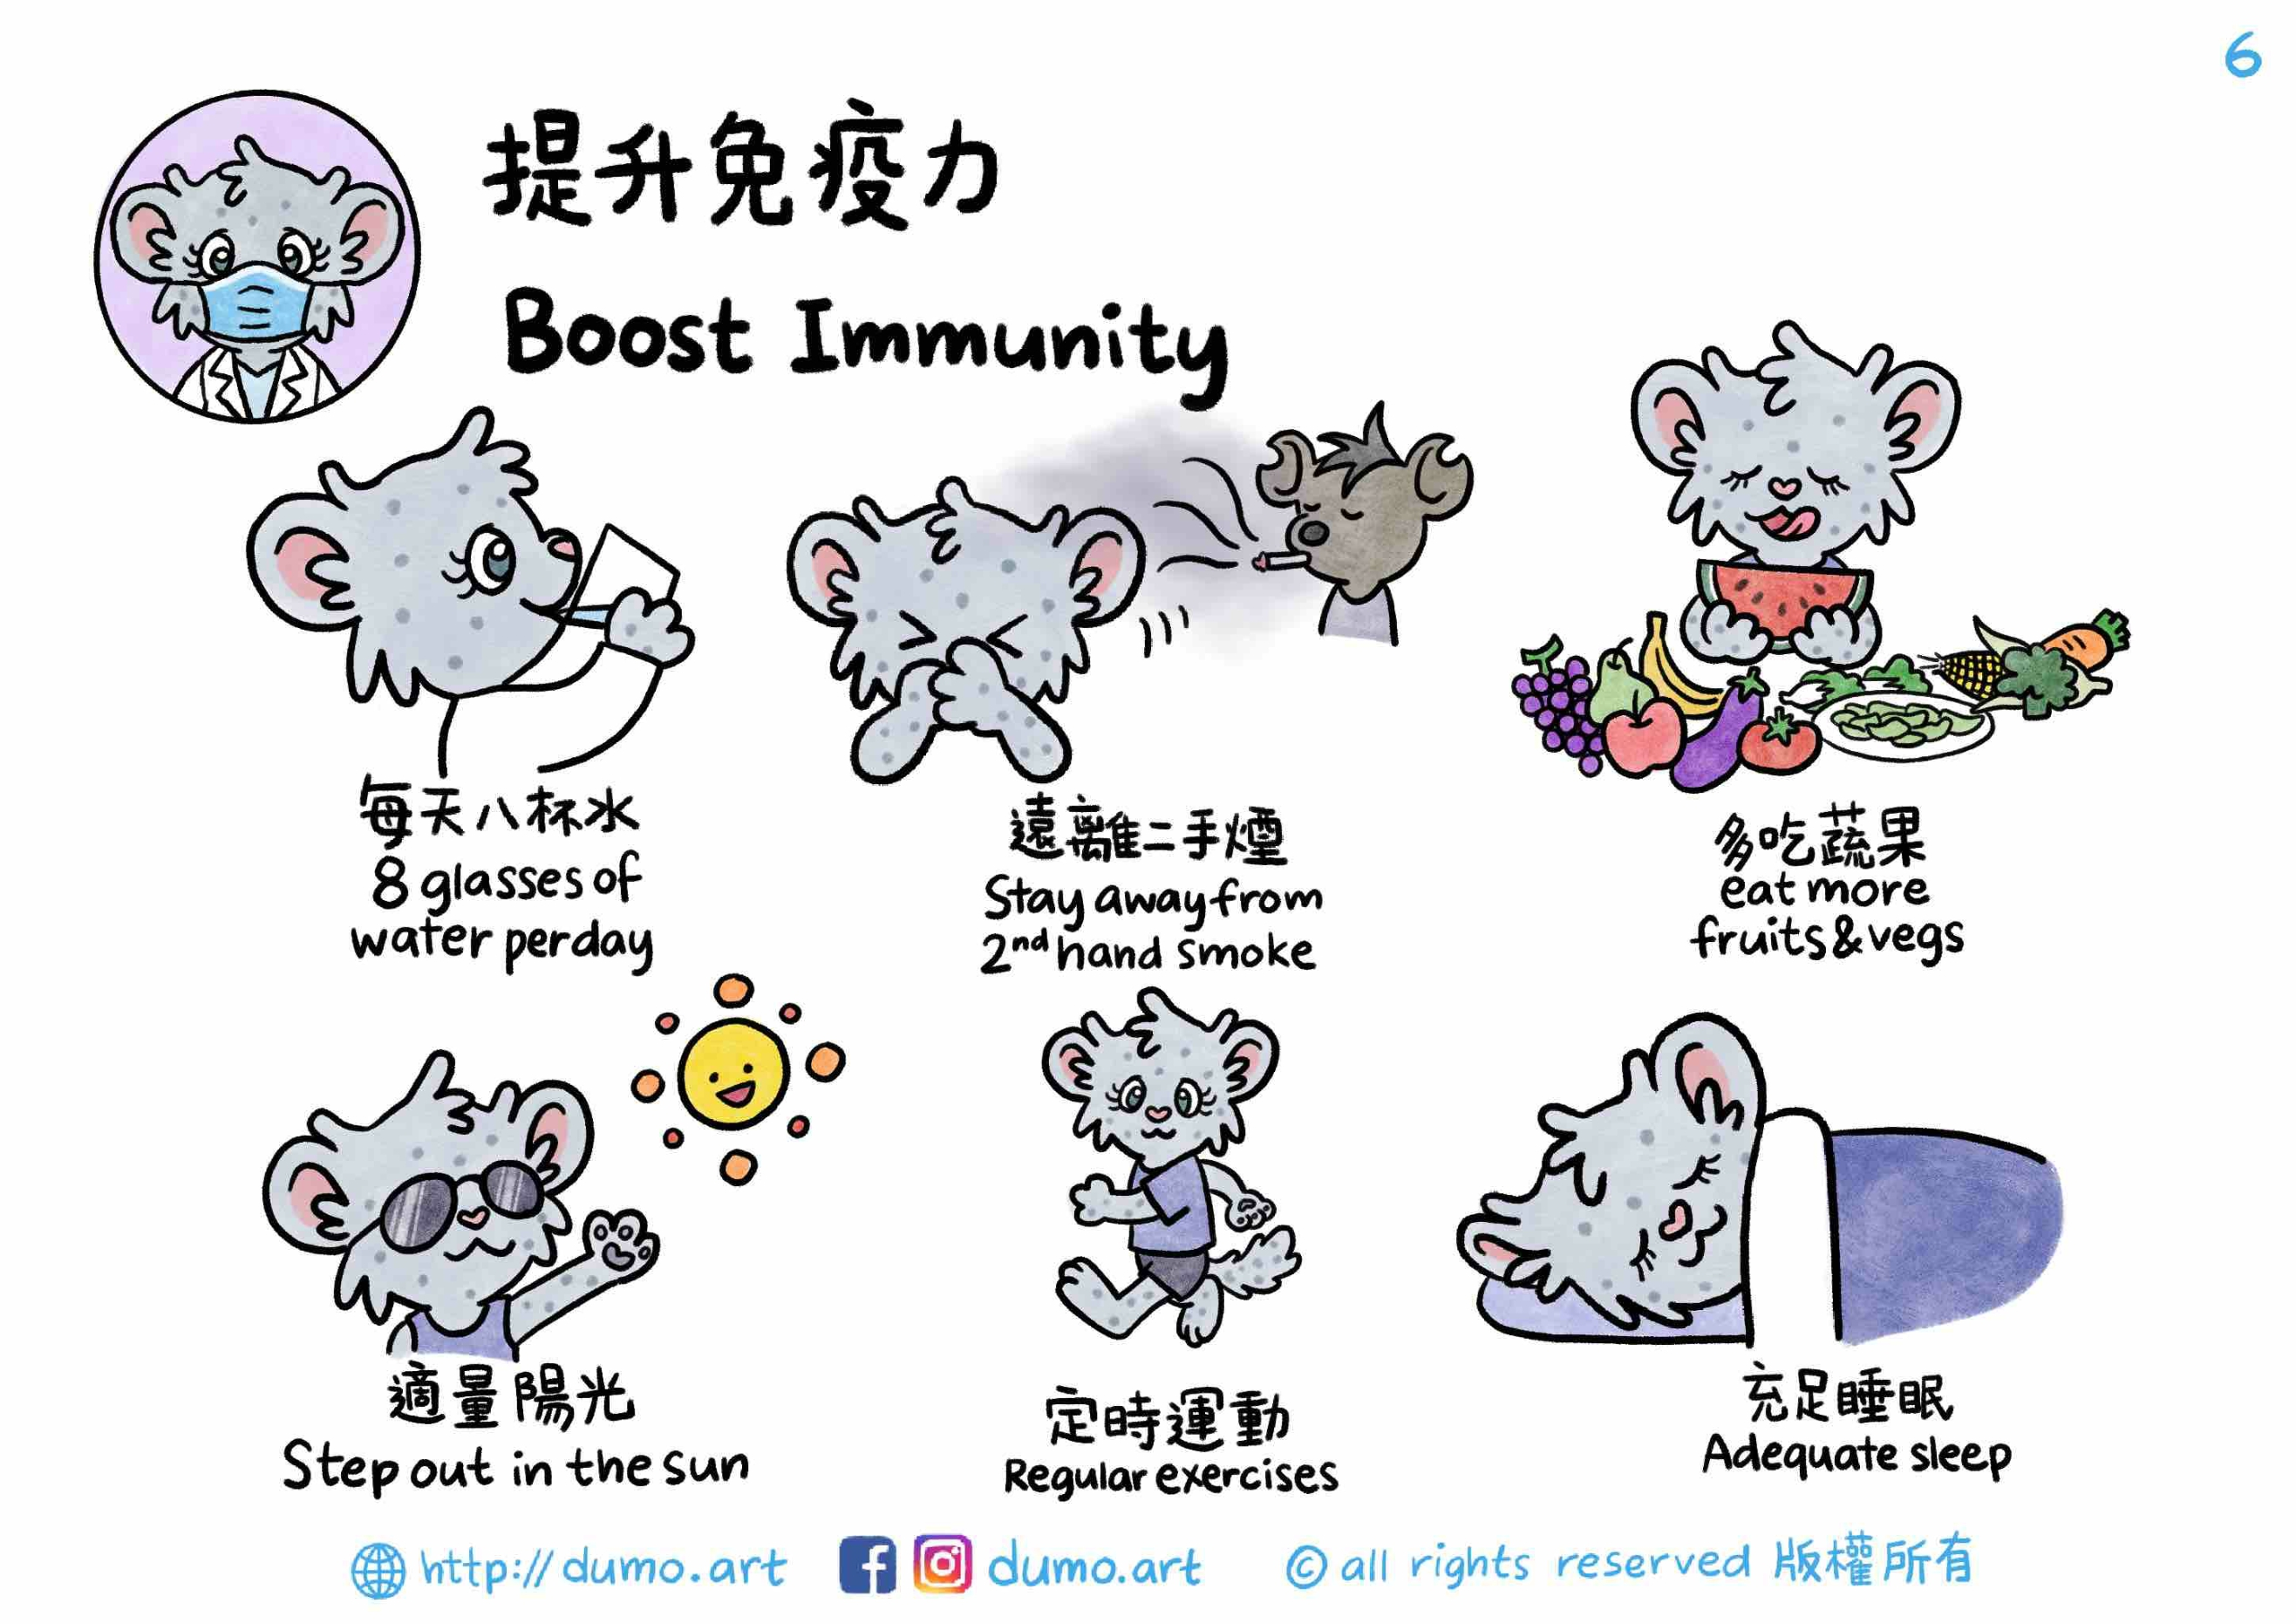 6
提升免疫力
Boost Immunity
每天八杯水
8 glasses of
water per day
遠離二手煙
Stay away from
2nd hand smoke
多吃蔬果
eat more
fruits & vegs
適量陽光
Step out in the sun
定時運動
Regular exercises
充足睡眠
Adequate sleep
http://dumo.art
dumo.art
© all rights reserved 版權所有